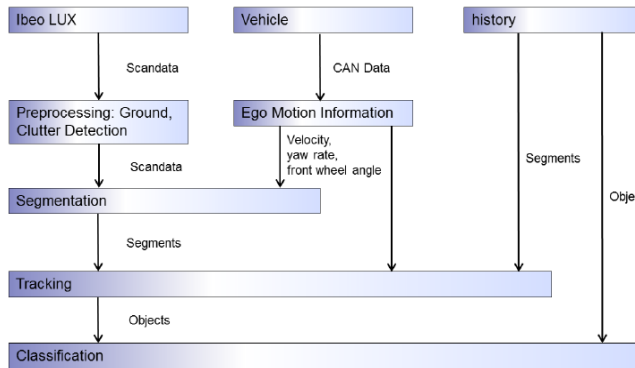 Ibeo LUX
Vehicle
history
Scandata
CAN Data
Preprocessing: Ground,
Clutter Detection
Ego Motion Information
Velocity,
yaw rate,
front wheel angle
Scandata
Segments
Segmentation
Segments
Tracking
Objects
Classification